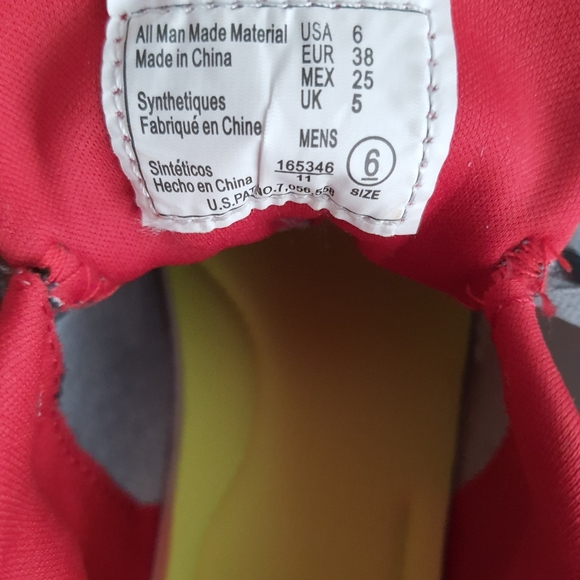 All Man Made Material USA 6
Made in China EUR 38
MEX 25
Synthetiques UK 5
Fabriqué en Chine
MENS
Sintéticos 165346 6
Hecho en China 11 SIZE
U.S.PAT.NO.7,056,558